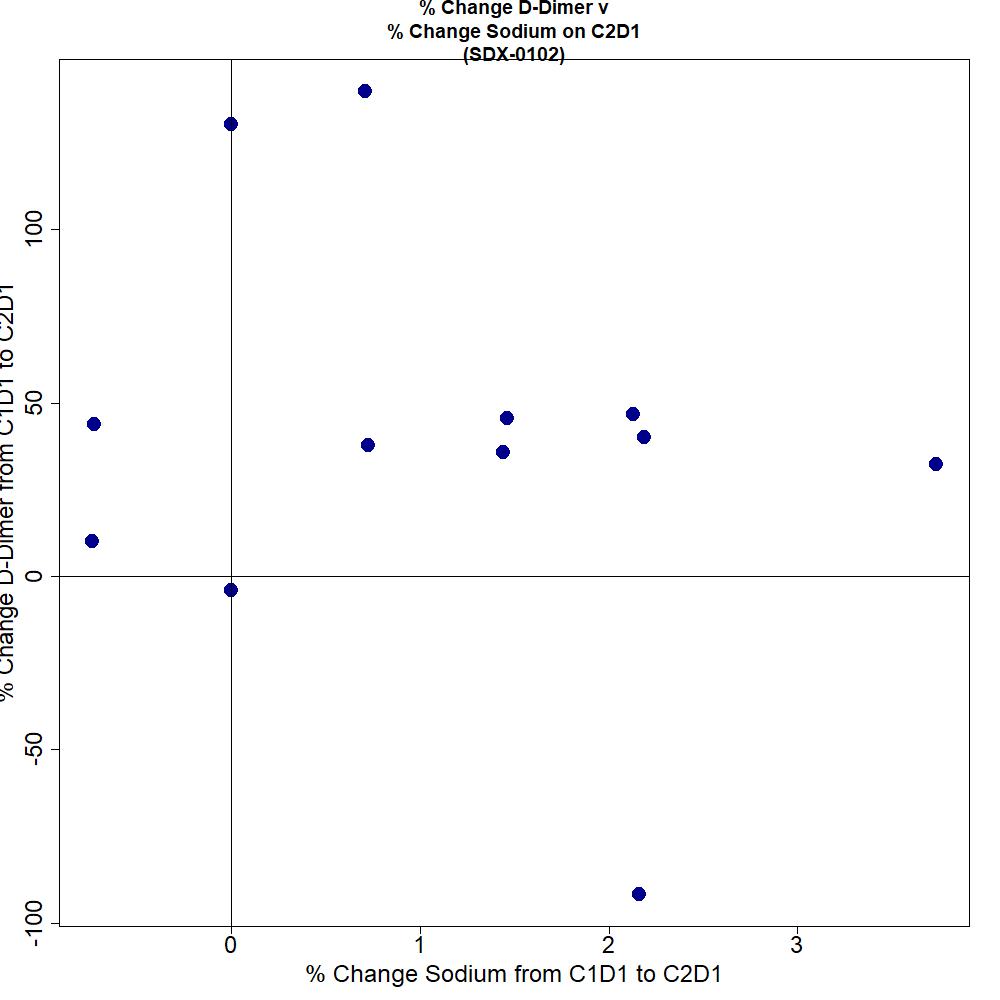 % Change D-Dimer v
% Change Sodium on C2D1
(SDX-0102)
% Change D-Dimer from C1D1 to C2D1
100
50
0
-50
-100
0 1 2 3
% Change Sodium from C1D1 to C2D1